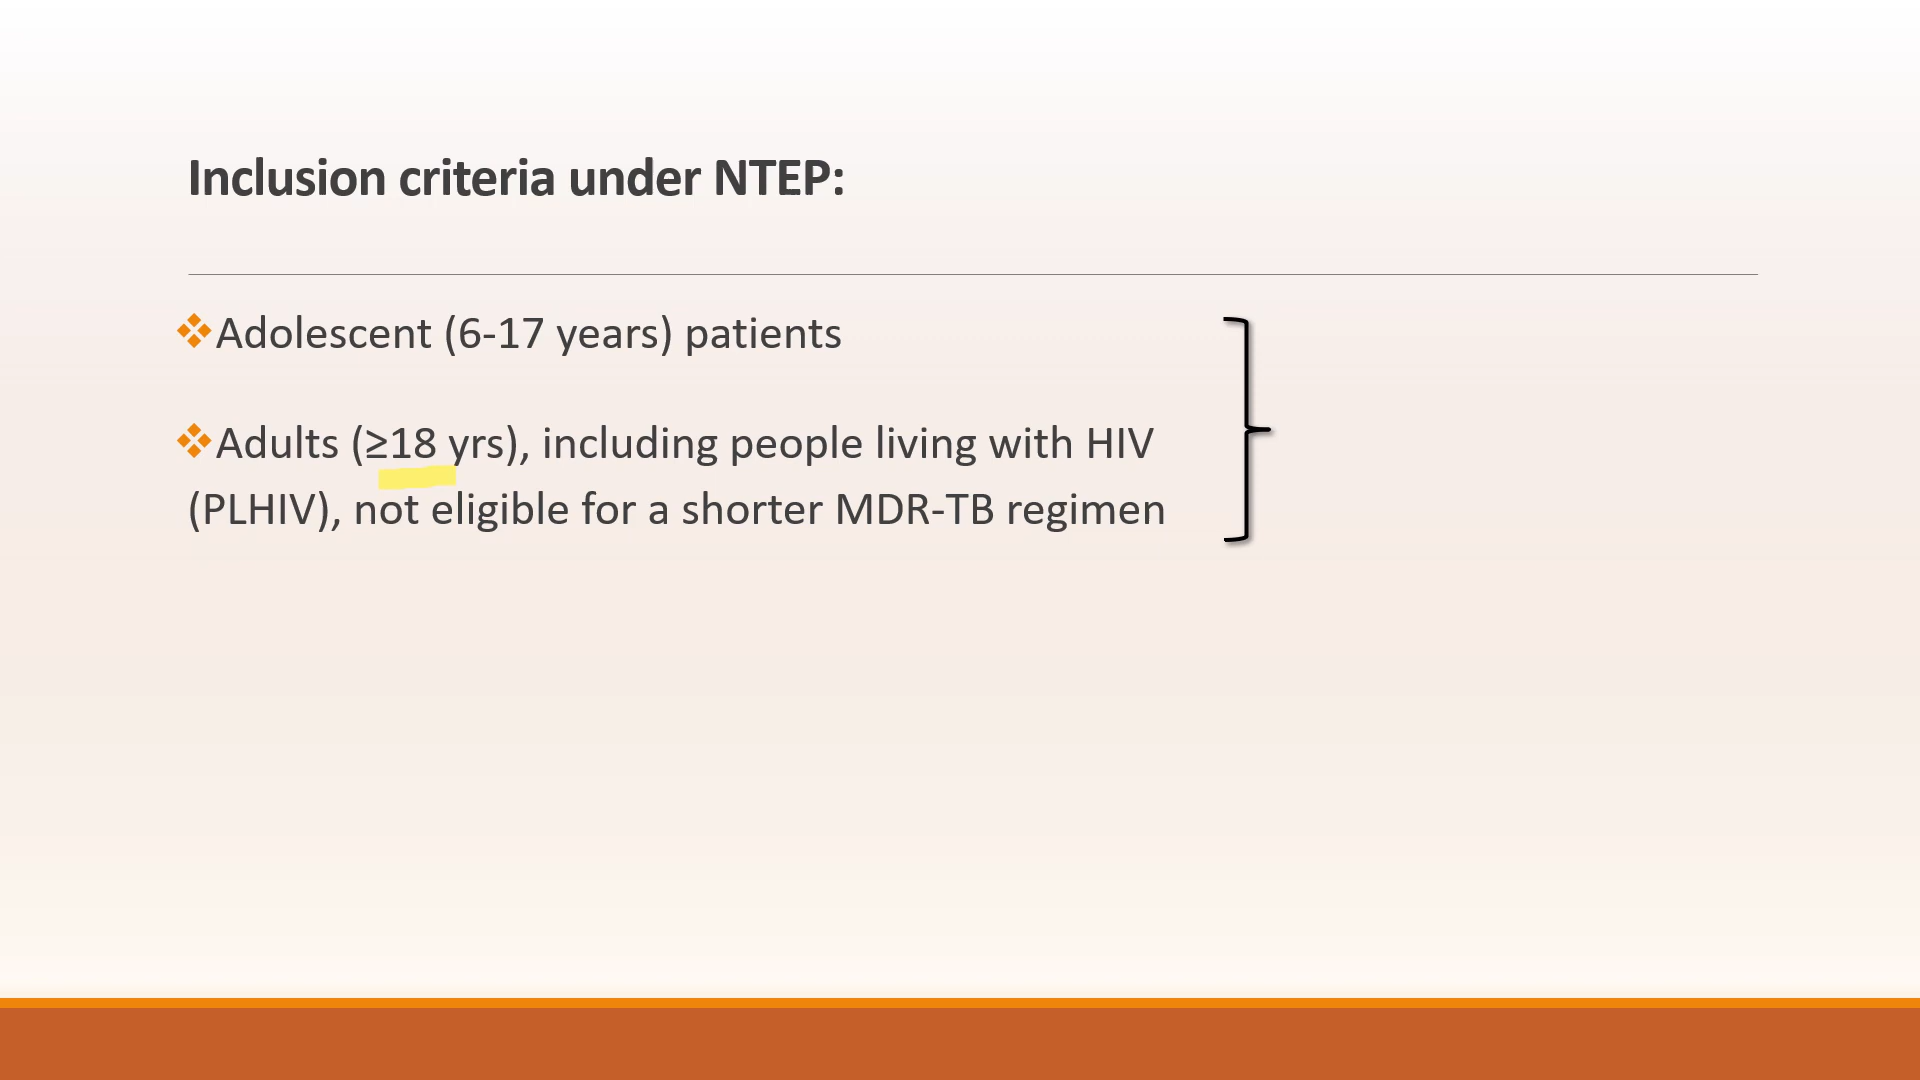 Inclusion criteria under NTEP:
Adolescent (6-17 years) patients
Adults (≥18 yrs), including people living with HIV
(PLHIV), not eligible for a shorter MDR-TB regimen